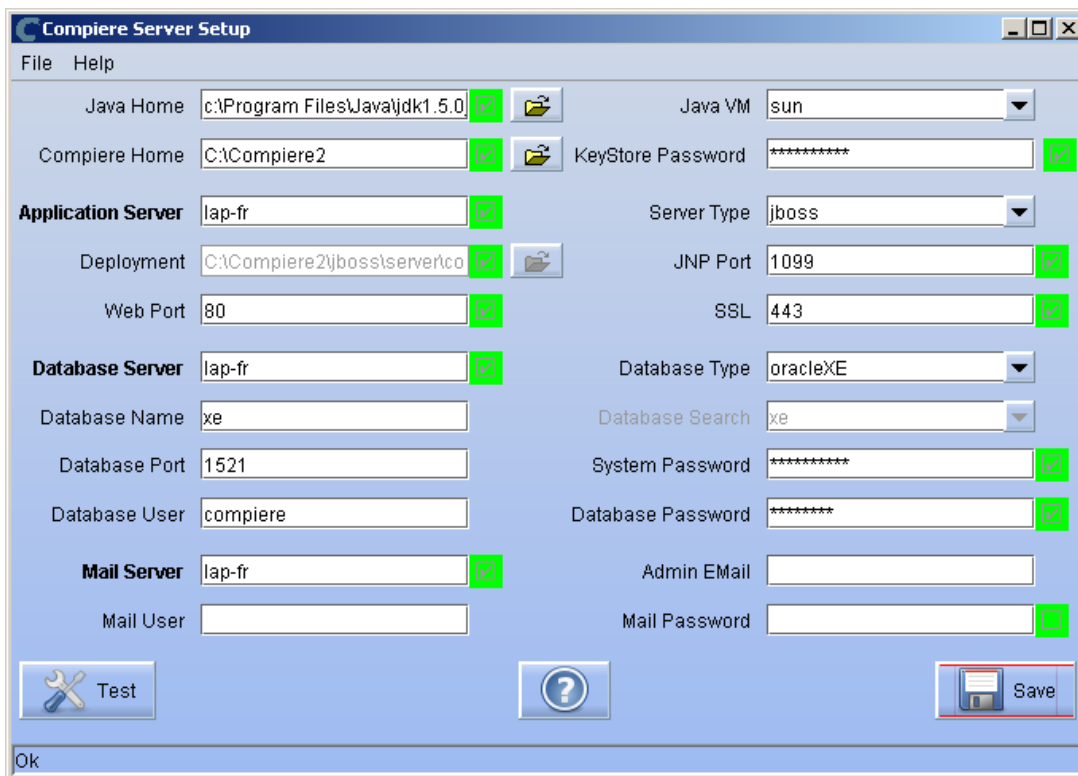 Compiere Server Setup
File Help
Java Home c:\Program Files\Java\jdk1.5.0_ Java VM sun
Compiere Home C:\Compiere2 KeyStore Password **********
Application Server lap-fr Server Type jboss
Deployment C:\Compiere2\jboss\server\co JNP Port 1099
Web Port 80 SSL 443
Database Server lap-fr Database Type oracleXE
Database Name xe Database Search xe
Database Port 1521 System Password **********
Database User compiere Database Password ********
Mail Server lap-fr Admin EMail
Mail User Mail Password
Test ? Save
Ok